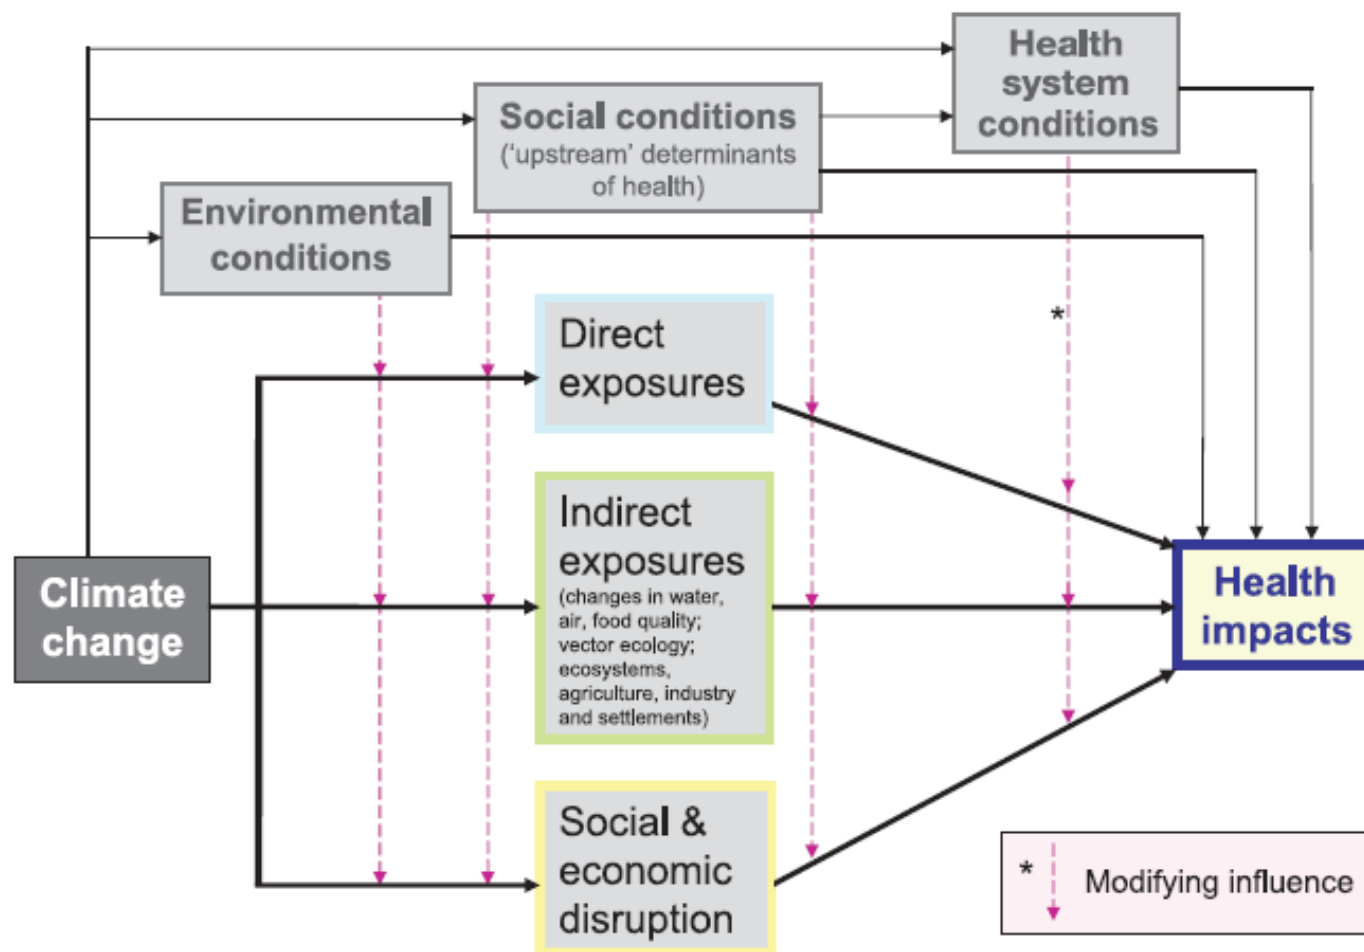 Health
system
conditions
Social conditions
(‘upstream’ determinants
of health)
Environmental
conditions
*
Direct
exposures
Indirect
exposures
(changes in water,
air, food quality;
vector ecology;
ecosystems,
agriculture, industry
and settlements)
Climate
change
Health
impacts
Social &
economic
disruption
* Modifying influence